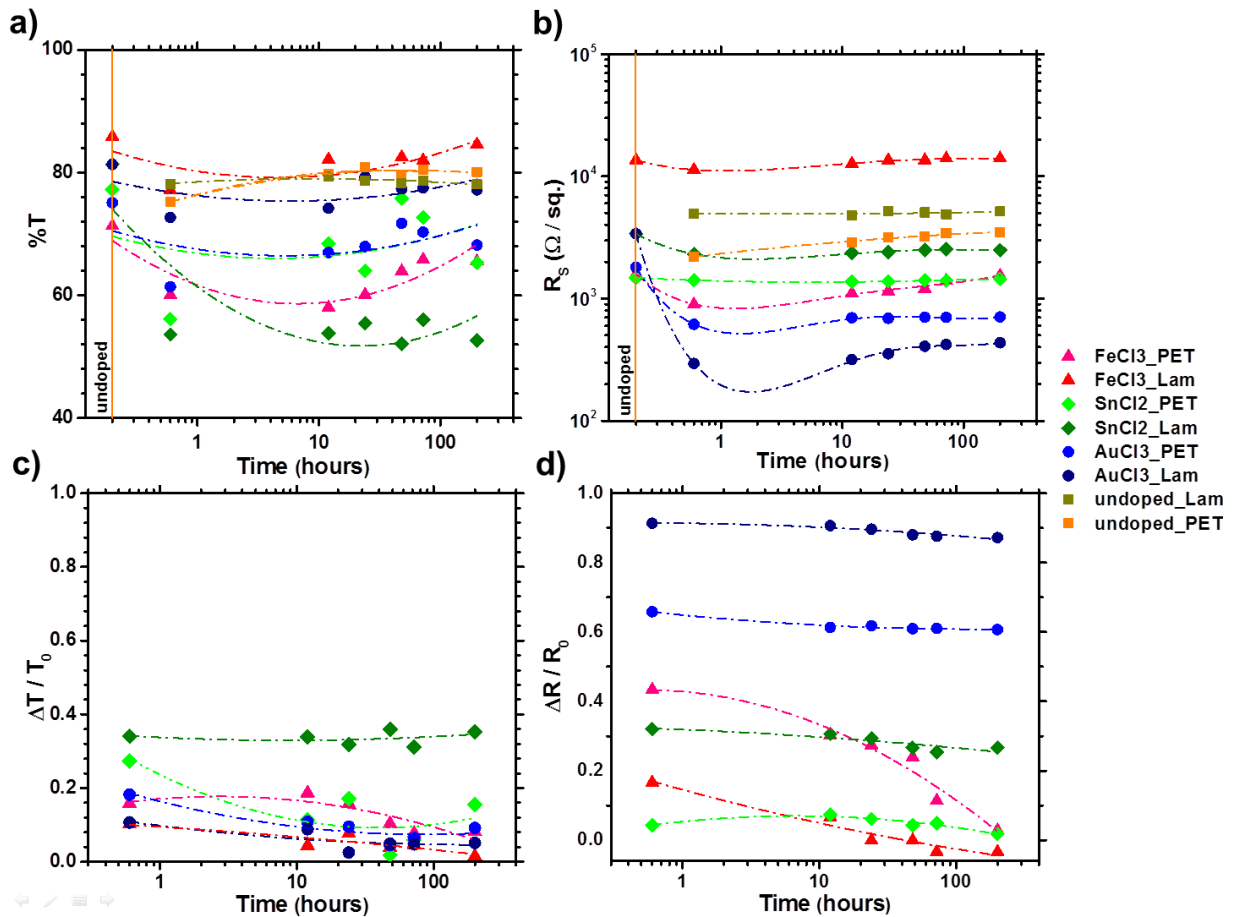 a)
100
80
60
40
%T
undoped
1
10
100
Time (hours)
b)
10^5
10^4
10^3
10^2
R_S (Ω / sq.)
undoped
1
10
100
Time (hours)
FeCl3_PET
FeCl3_Lam
SnCl2_PET
SnCl2_Lam
AuCl3_PET
AuCl3_Lam
undoped_Lam
undoped_PET
c)
1.0
0.8
0.6
0.4
0.2
0.0
ΔT / T_0
1
10
100
Time (hours)
d)
1.0
0.9
0.8
0.6
0.4
0.2
0.0
ΔR / R_0
1
10
100
Time (hours)